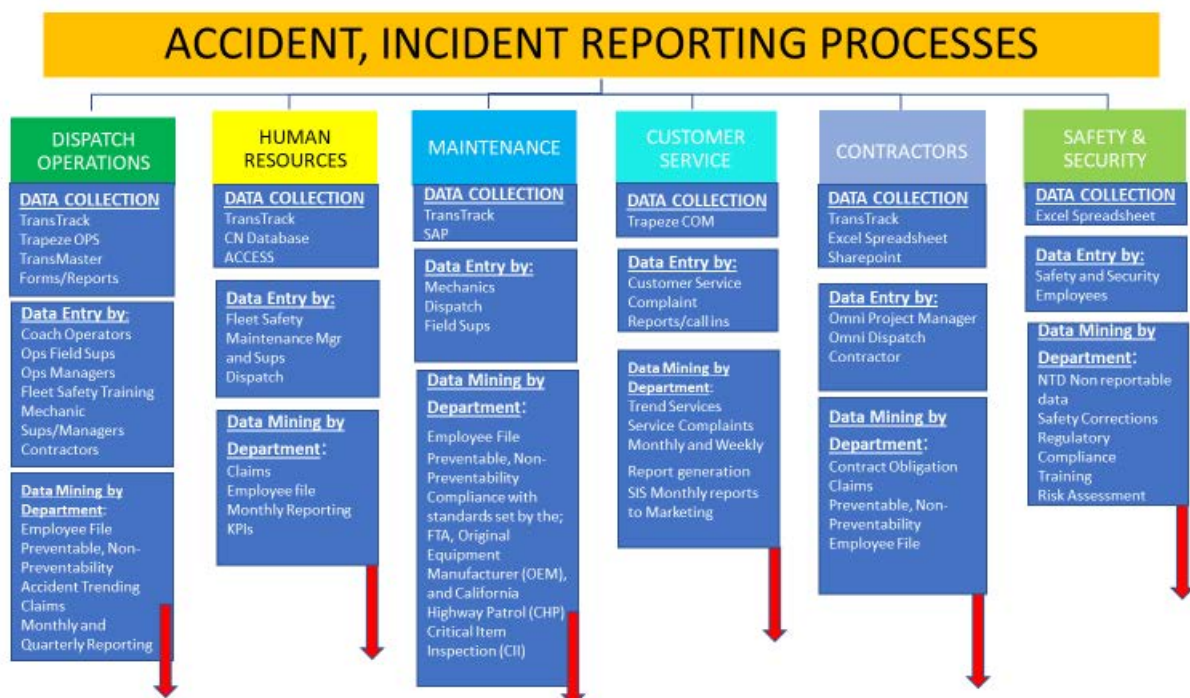 ACCIDENT, INCIDENT REPORTING PROCESSES
DISPATCH
OPERATIONS
DATA COLLECTION
TransTrack
Trapeze OPS
TransMaster
Forms/Reports
Data Entry by:
Coach Operators
Ops Field Sups
Ops Managers
Fleet Safety Training
Mechanic
Sups/Managers
Contractors
Data Mining by
Department:
Employee File
Preventable, Non-
Preventability
Accident Trending
Claims
Monthly and
Quarterly Reporting
HUMAN
RESOURCES
DATA COLLECTION
TransTrack
CN Database
ACCESS
Data Entry by:
Fleet Safety
Maintenance Mgr
and Sups
Dispatch
Data Mining by
Department:
Claims
Employee file
Monthly Reporting
KPIs
MAINTENANCE
DATA COLLECTION
TransTrack
SAP
Data Entry by:
Mechanics
Dispatch
Field Sups
Data Mining by
Department:
Employee File
Preventable, Non-
Preventability
Compliance with
standards set by the;
FTA, Original
Equipment
Manufacturer (OEM),
and California
Highway Patrol (CHP)
Critical Item
Inspection (CII)
CUSTOMER
SERVICE
DATA COLLECTION
Trapeze COM
Data Entry by:
Customer Service
Complaint
Reports/call ins
Data Mining by
Department:
Trend Services
Service Complaints
Monthly and Weekly
Report generation
SIS Monthly reports
to Marketing
CONTRACTORS
DATA COLLECTION
TransTrack
Excel Spreadsheet
Sharepoint
Data Entry by:
Omni Project Manager
Omni Dispatch
Contractor
Data Mining by
Department:
Contract Obligation
Claims
Preventable, Non-
Preventability
Employee File
SAFETY &
SECURITY
DATA COLLECTION
Excel Spreadsheet
Data Entry by:
Safety and Security
Employees
Data Mining by
Department:
NTD Non reportable
data
Safety Corrections
Regulatory
Compliance
Training
Risk Assessment